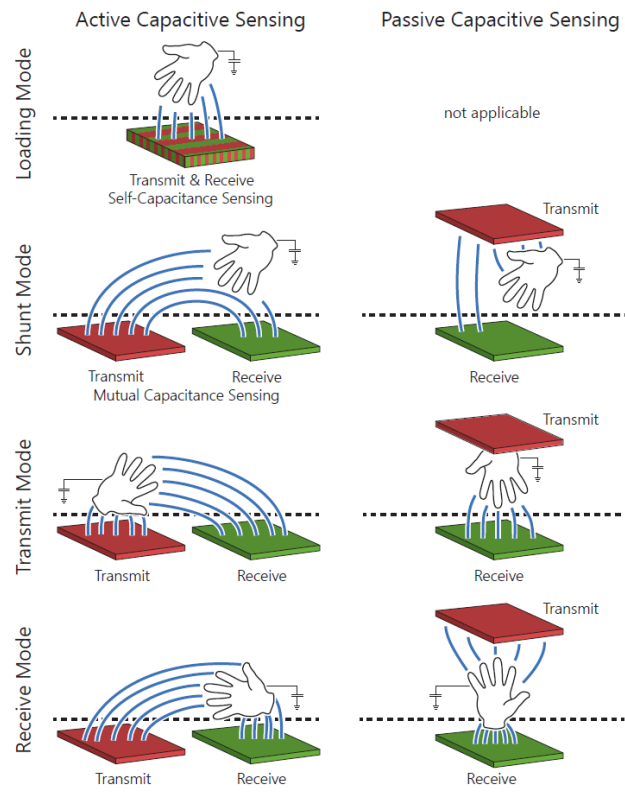 Active Capacitive Sensing
Passive Capacitive Sensing
Loading Mode
Transmit & Receive
Self-Capacitance Sensing
not applicable
Shunt Mode
Transmit
Receive
Mutual Capacitance Sensing
Transmit
Receive
Transmit Mode
Transmit
Receive
Transmit
Receive
Receive Mode
Transmit
Receive
Transmit
Receive